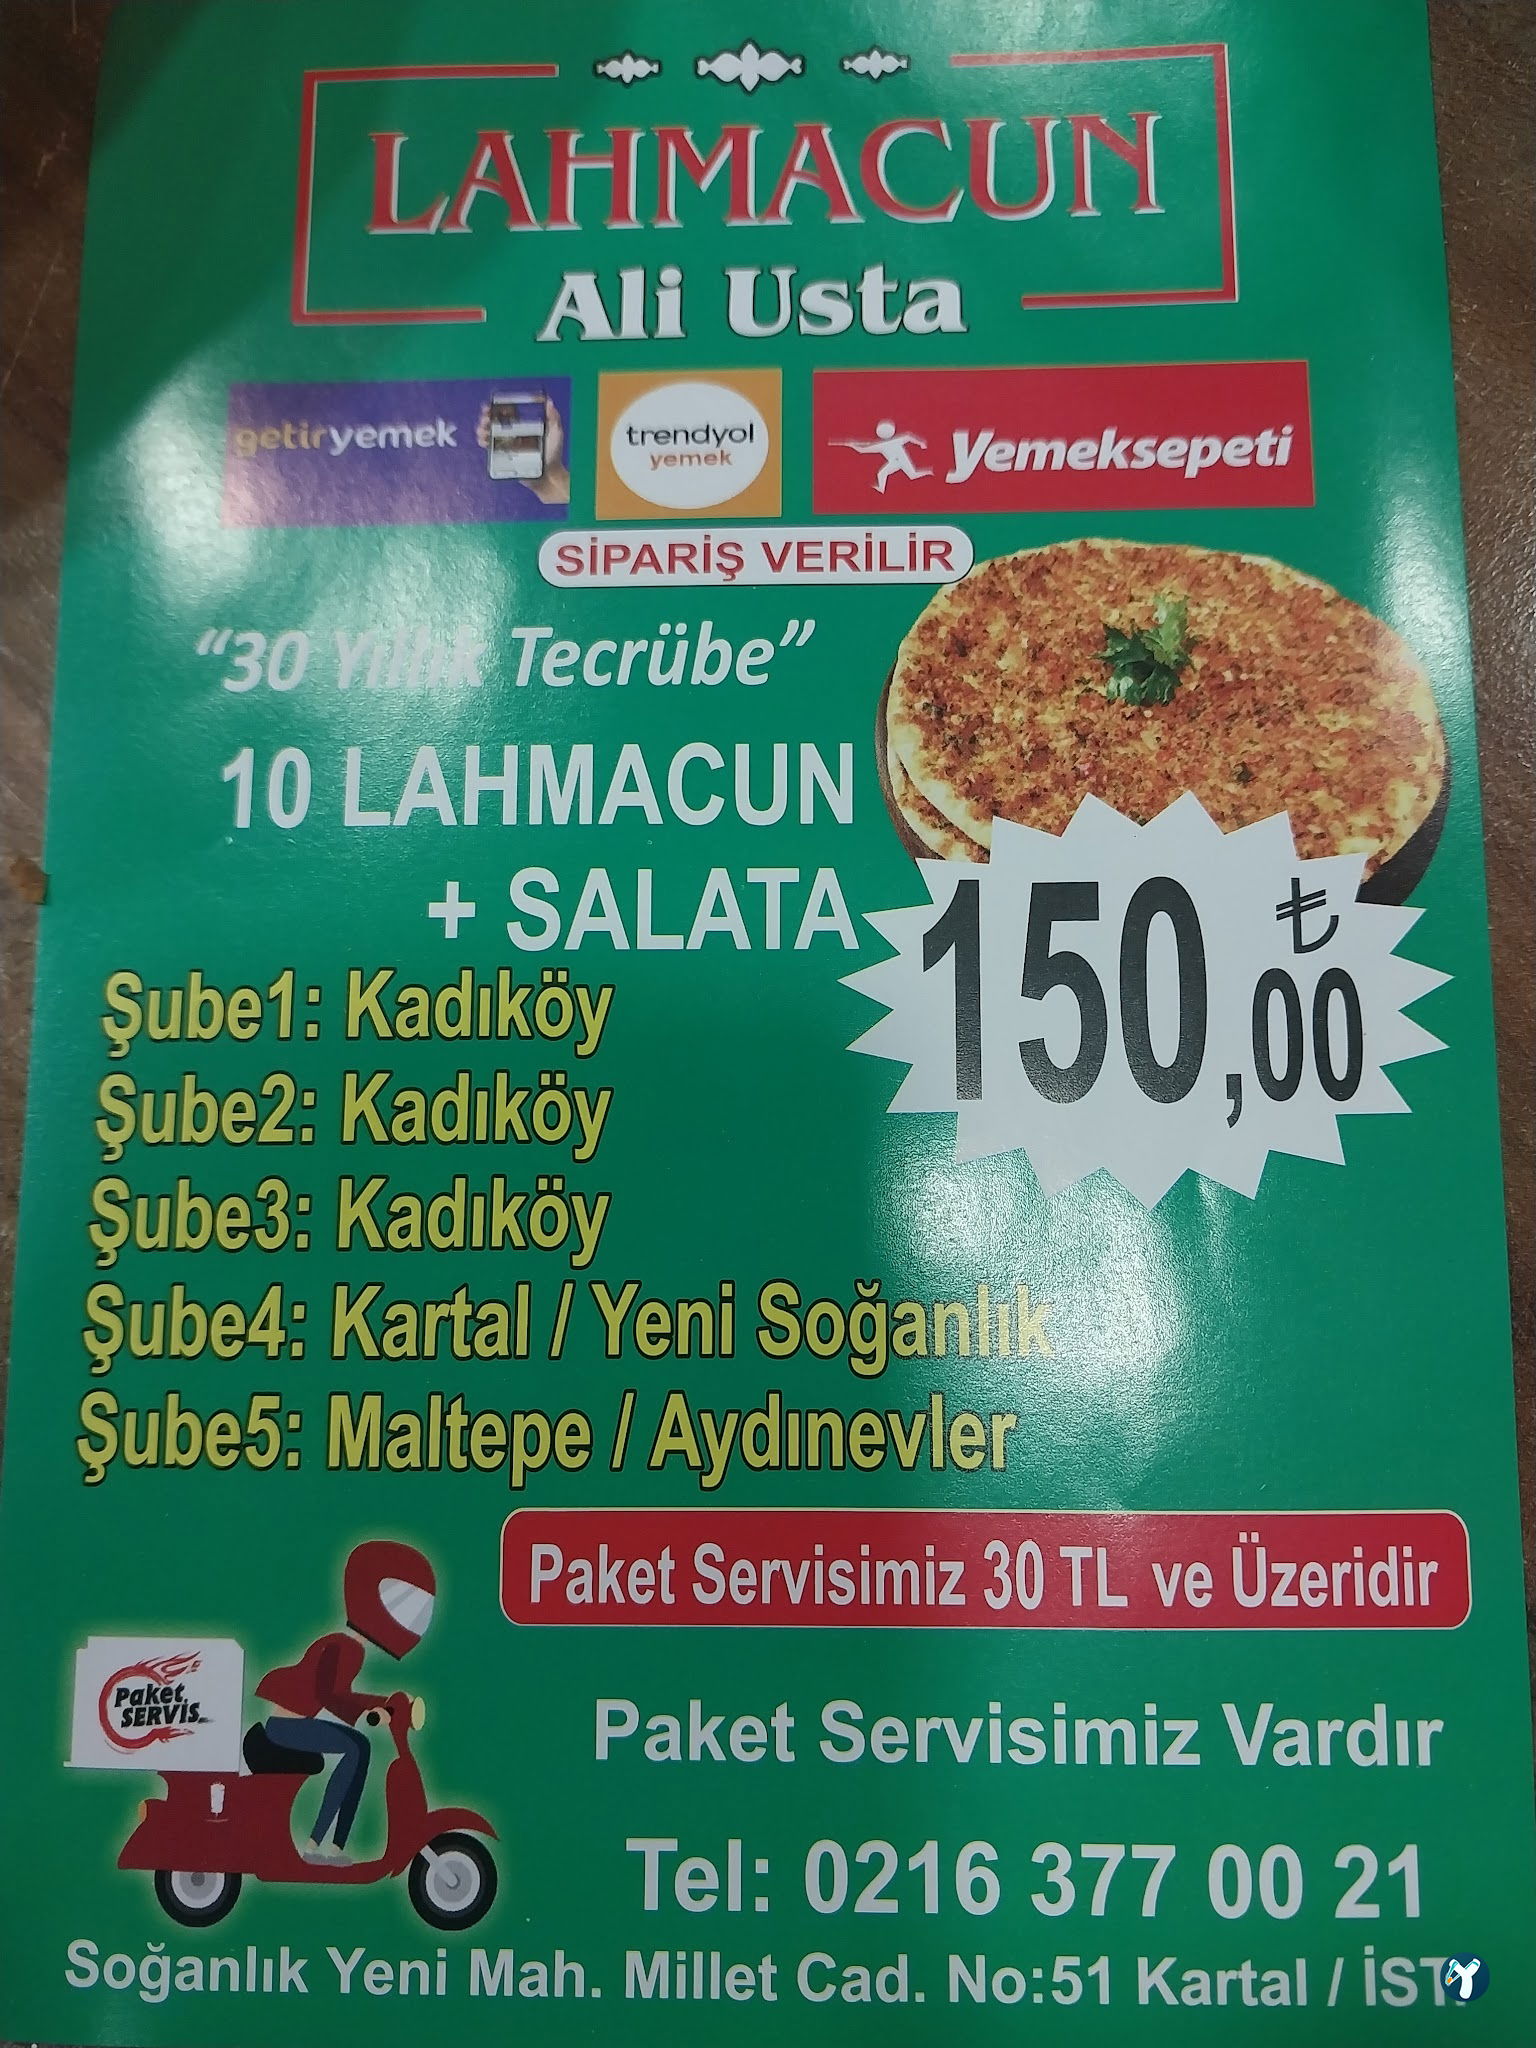 LAHMACUN
Ali Usta
getiryemek
trendyol
yemek
Yemeksepeti
SİPARİŞ VERİLİR
“30 Yıllık Tecrübe”
10 LAHMACUN
+ SALATA
150,00 ₺
Şube1: Kadıköy
Şube2: Kadıköy
Şube3: Kadıköy
Şube4: Kartal / Yeni Soğanlık
Şube5: Maltepe / Aydınevler
Paket Servisimiz 30 TL ve Üzeridir
Paket
SERVİS
Paket Servisimiz Vardır
Tel: 0216 377 00 21
Soğanlık Yeni Mah. Millet Cad. No:51 Kartal / İST.